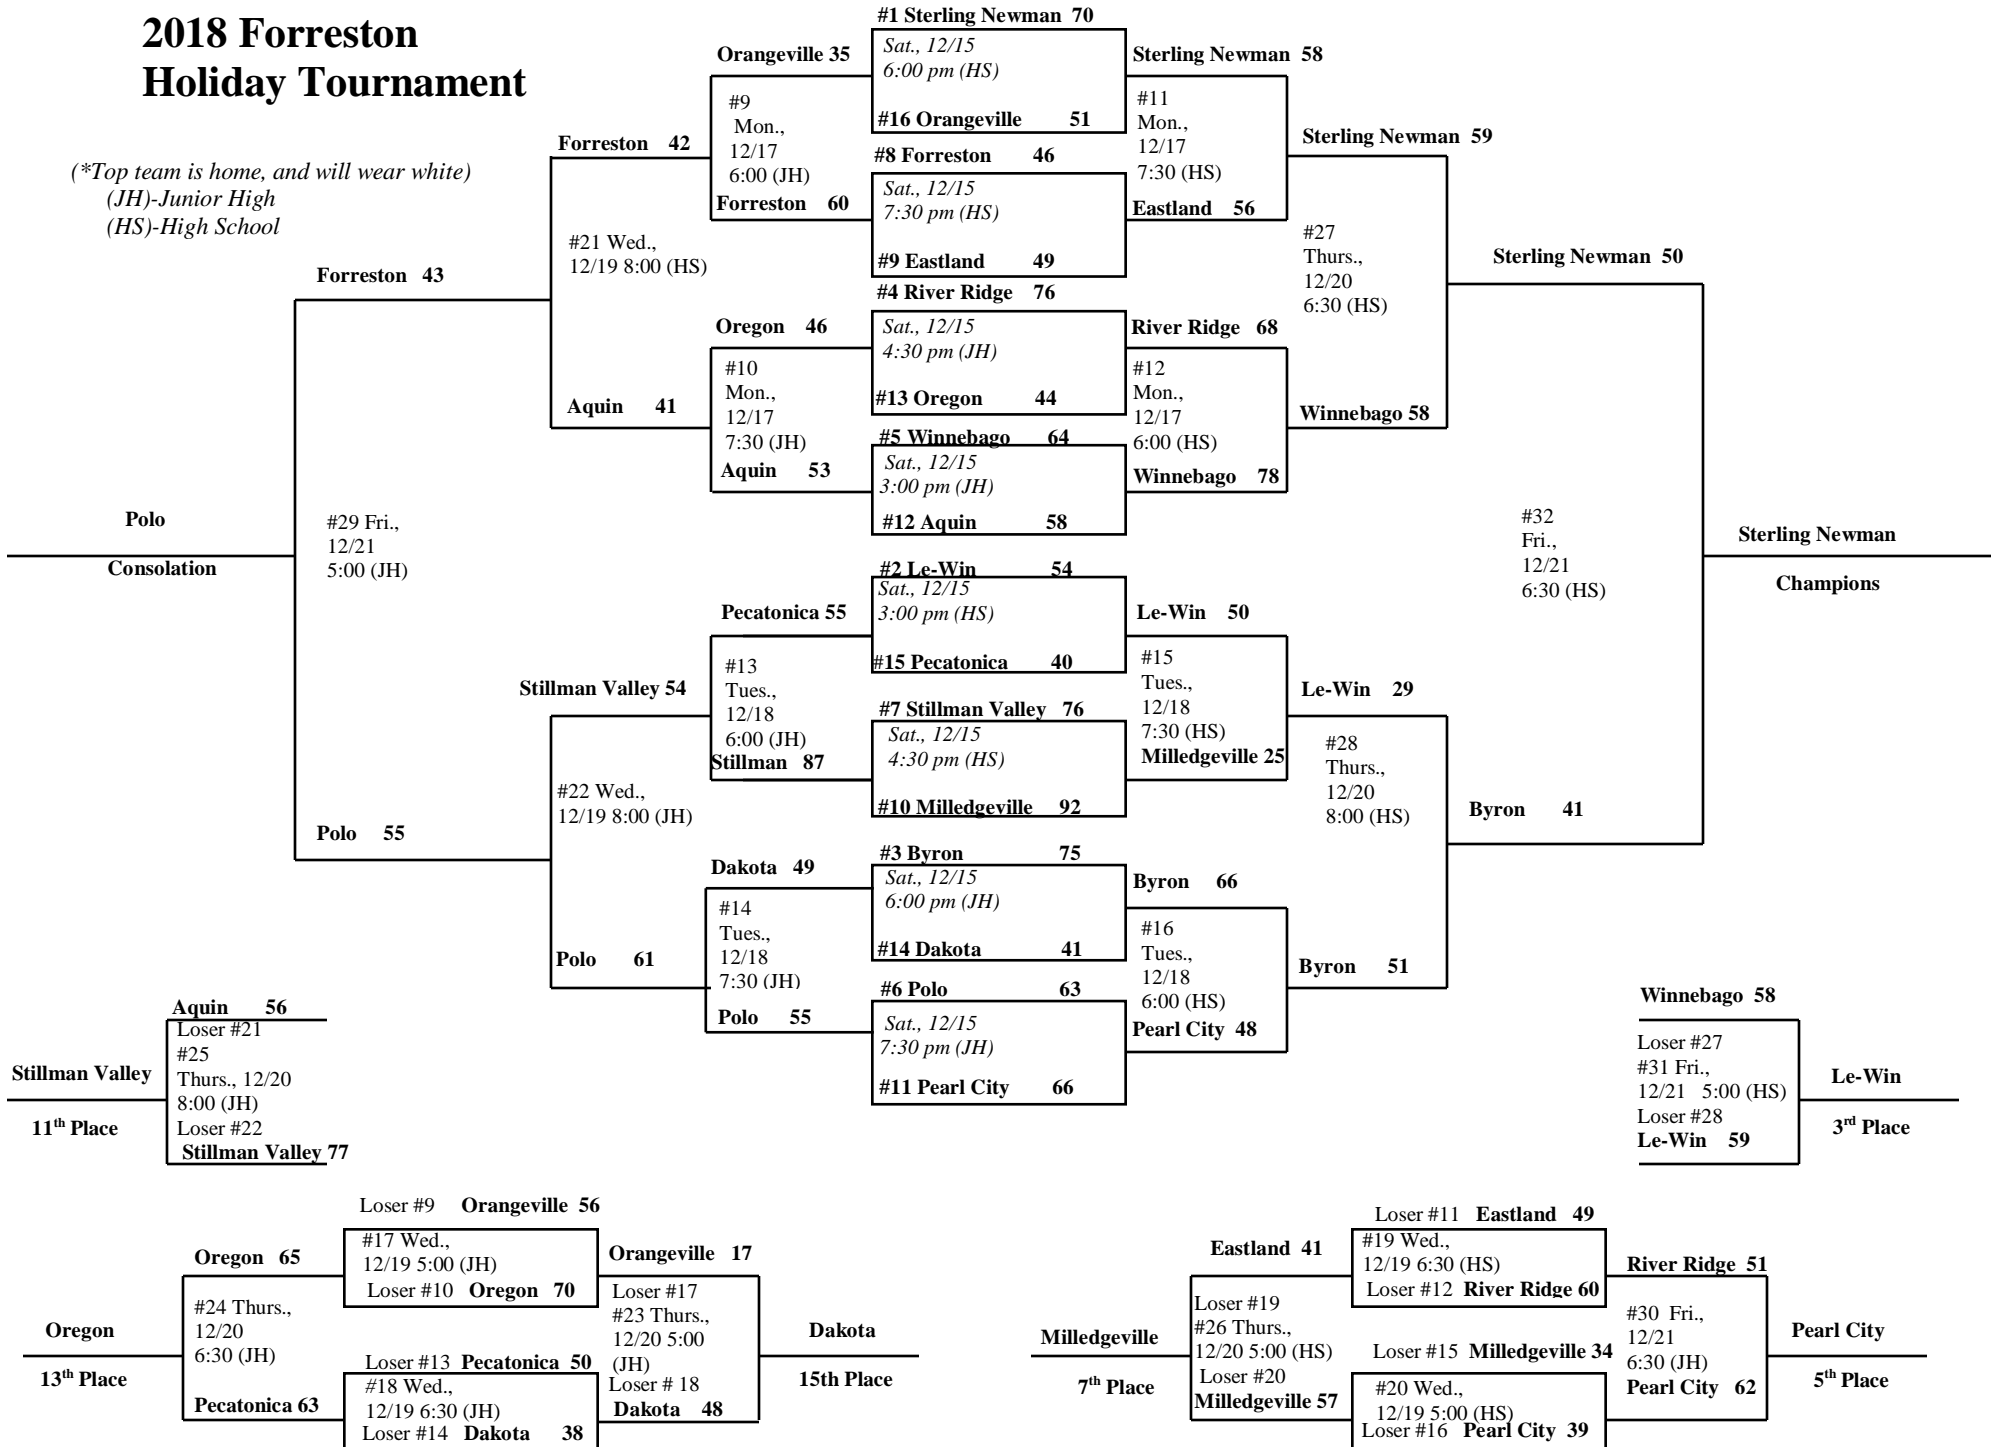 2018 Forreston
Holiday Tournament
(*Top team is home, and will wear white)
(JH)-Junior High
(HS)-High School
#1 Sterling Newman 70
Sat., 12/15
6:00 pm (HS)
#16 Orangeville 51
#8 Forreston 46
Sat., 12/15
7:30 pm (HS)
#9 Eastland 49
#4 River Ridge 76
Sat., 12/15
4:30 pm (JH)
#13 Oregon 44
#5 Winnebago 64
Sat., 12/15
3:00 pm (JH)
#12 Aquin 58
#2 Le-Win 54
Sat., 12/15
3:00 pm (HS)
#15 Pecatonica 40
#7 Stillman Valley 76
Sat., 12/15
4:30 pm (HS)
#10 Milledgeville 92
#3 Byron 75
Sat., 12/15
6:00 pm (JH)
#14 Dakota 41
#6 Polo 63
Sat., 12/15
7:30 pm (JH)
#11 Pearl City 66
Orangeville 35
#9
Mon.,
12/17
6:00 (JH)
Forreston 60
Oregon 46
#10
Mon.,
12/17
7:30 (JH)
Aquin 53
Pecatonica 55
#13
Tues.,
12/18
6:00 (JH)
Stillman 87
Dakota 49
#14
Tues.,
12/18
7:30 (JH)
Polo 55
Forreston 42
#21 Wed.,
12/19 8:00 (HS)
Aquin 41
Stillman Valley 54
#22 Wed.,
12/19 8:00 (JH)
Polo 61
Forreston 43
#29 Fri.,
12/21
5:00 (JH)
Polo 55
Polo
Consolation
Sterling Newman 58
#11
Mon.,
12/17
7:30 (HS)
Eastland 56
River Ridge 68
#12
Mon.,
12/17
6:00 (HS)
Winnebago 78
Le-Win 50
#15
Tues.,
12/18
7:30 (HS)
Milledgeville 25
Byron 66
#16
Tues.,
12/18
6:00 (HS)
Pearl City 48
Sterling Newman 59
#27
Thurs.,
12/20
6:30 (HS)
Winnebago 58
Le-Win 29
#28
Thurs.,
12/20
8:00 (HS)
Byron 51
Sterling Newman 50
#32
Fri.,
12/21
6:30 (HS)
Byron 41
Sterling Newman
Champions
Aquin 56
Loser #21
#25
Thurs., 12/20
8:00 (JH)
Loser #22
Stillman Valley 77
Stillman Valley
11th Place
Winnebago 58
Loser #27
#31 Fri.,
12/21 5:00 (HS)
Loser #28
Le-Win 59
Le-Win
3rd Place
Loser #9 Orangeville 56
#17 Wed.,
12/19 5:00 (JH)
Loser #10 Oregon 70
Loser #13 Pecatonica 50
#18 Wed.,
12/19 6:30 (JH)
Loser #14 Dakota 38
Oregon 65
#24 Thurs.,
12/20
6:30 (JH)
Pecatonica 63
Oregon
13th Place
Orangeville 17
Loser #17
#23 Thurs.,
12/20 5:00
(JH)
Loser # 18
Dakota 48
Dakota
15th Place
Loser #11 Eastland 49
#19 Wed.,
12/19 6:30 (HS)
Loser #12 River Ridge 60
Loser #15 Milledgeville 34
#20 Wed.,
12/19 5:00 (HS)
Loser #16 Pearl City 39
Eastland 41
Loser #19
#26 Thurs.,
12/20 5:00 (HS)
Loser #20
Milledgeville 57
Milledgeville
7th Place
River Ridge 51
#30 Fri.,
12/21
6:30 (JH)
Pearl City 62
Pearl City
5th Place